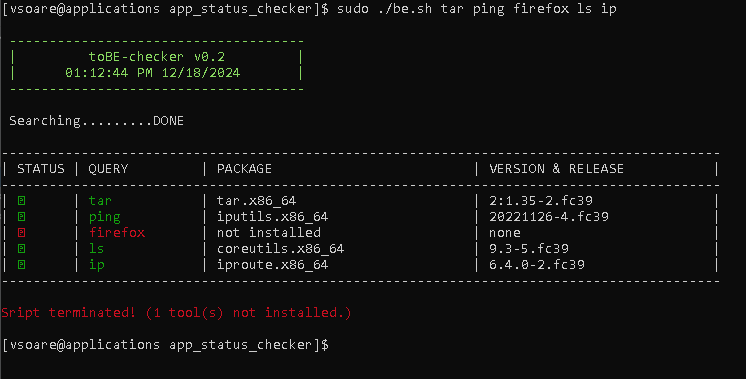 [vsoare@applications app_status_checker]$ sudo ./be.sh tar ping firefox ls ip
-------------------------------------
|         toBE-checker v0.2         |
|      01:12:44 PM 12/18/2024       |
-------------------------------------
Searching.........DONE
------------------------------------------------------------------------------------------
| STATUS | QUERY         | PACKAGE                         | VERSION & RELEASE           |
------------------------------------------------------------------------------------------
|        | tar           | tar.x86_64                      | 2:1.35-2.fc39               |
|        | ping          | iputils.x86_64                  | 20221126-4.fc39             |
|        | firefox       | not installed                   | none                        |
|        | ls            | coreutils.x86_64                | 9.3-5.fc39                  |
|        | ip            | iproute.x86_64                  | 6.4.0-2.fc39                |
------------------------------------------------------------------------------------------
Sript terminated! (1 tool(s) not installed.)
[vsoare@applications app_status_checker]$